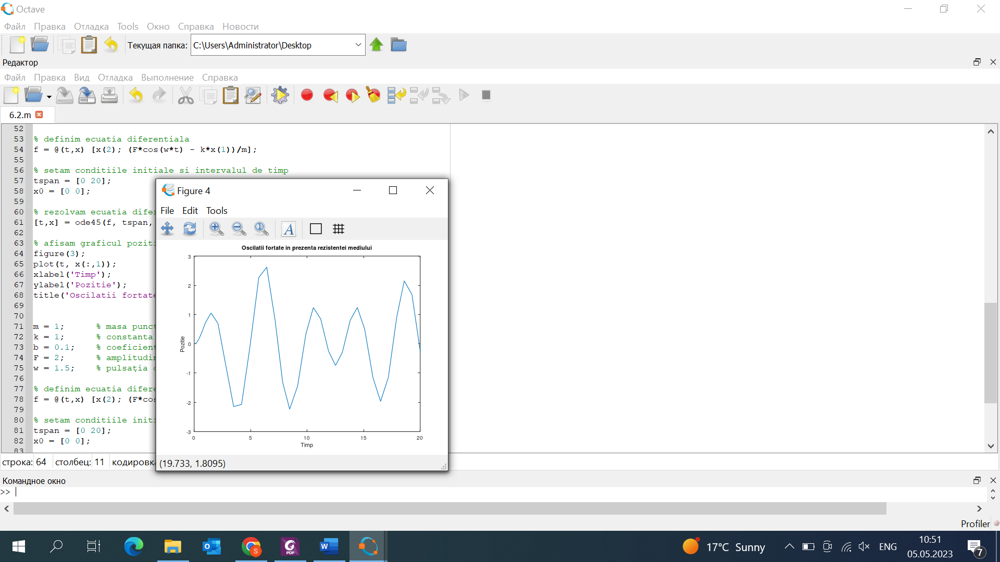 Octave
Файл Правка Отладка Tools Окно Справка Новости
Текущая папка: C:\Users\Administrator\Desktop
Редактор
Файл Правка Вид Отладка Выполнение Справка
6.2.m
52
53 % definim ecuatia diferentiala
54 f = @(t,x) [x(2); (F*cos(w*t) - k*x(1))/m];
55
56 % setam conditiile initiale si intervalul de timp
57 tspan = [0 20];
58 x0 = [0 0];
59
60 % rezolvam ecuatia difer
61 [t,x] = ode45(f, tspan,
62
63 % afisam graficul poziti
64 figure(3);
65 plot(t, x(:,1));
66 xlabel('Timp');
67 ylabel('Pozitie');
68 title('Oscilatii fortate
69
70
71 m = 1; % masa punct
72 k = 1; % constanta
73 b = 0.1; % coeficient
74 F = 2; % amplitudin
75 w = 1.5; % pulsația
76
77 % definim ecuatia difere
78 f = @(t,x) [x(2); (F*cos
79
80 % setam conditiile initi
81 tspan = [0 20];
82 x0 = [0 0];
83
Figure 4
File Edit Tools
Oscilatii fortate in prezenta rezistentei mediului
3
2
1
0
-1
-2
-3
Pozitie
0 5 10 15 20
Timp
(19.733, 1.8095)
строка: 64 столбец: 11 кодировка
Командное окно
>>
Profiler
17°C Sunny
ENG
10:51
05.05.2023
7